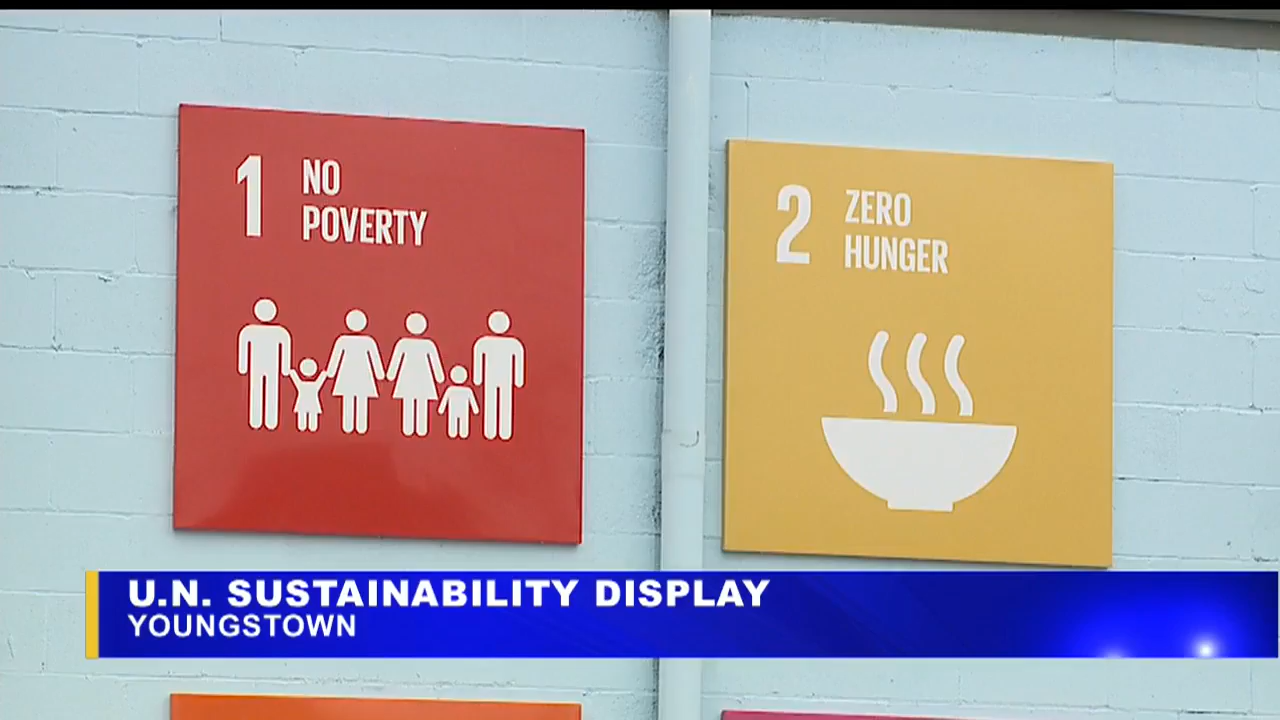 1
NO
POVERTY
2
ZERO
HUNGER
U.N. SUSTAINABILITY DISPLAY
YOUNGSTOWN